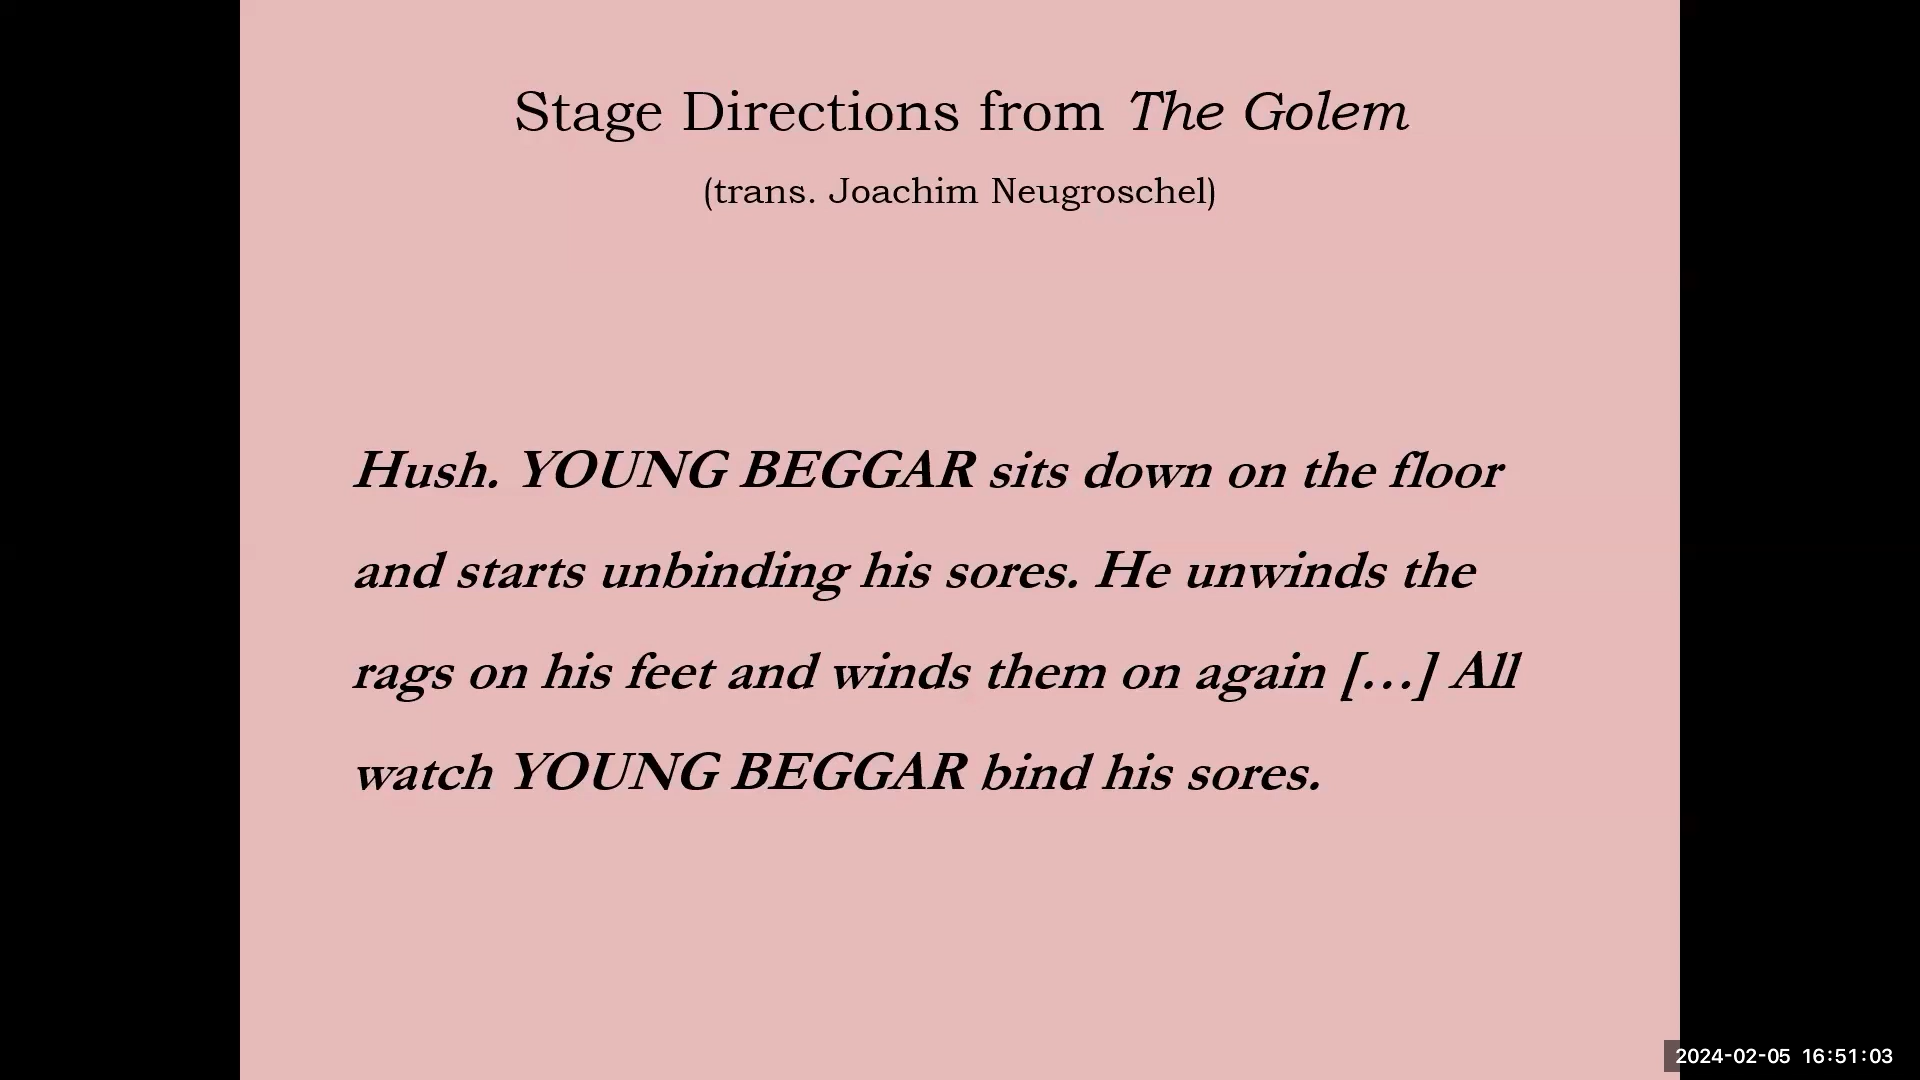 Stage Directions from The Golem
(trans. Joachim Neugroschel)
Hush. YOUNG BEGGAR sits down on the floor
and starts unbinding his sores. He unwinds the
rags on his feet and winds them on again [...] All
watch YOUNG BEGGAR bind his sores.
2024-02-05 16:51:03